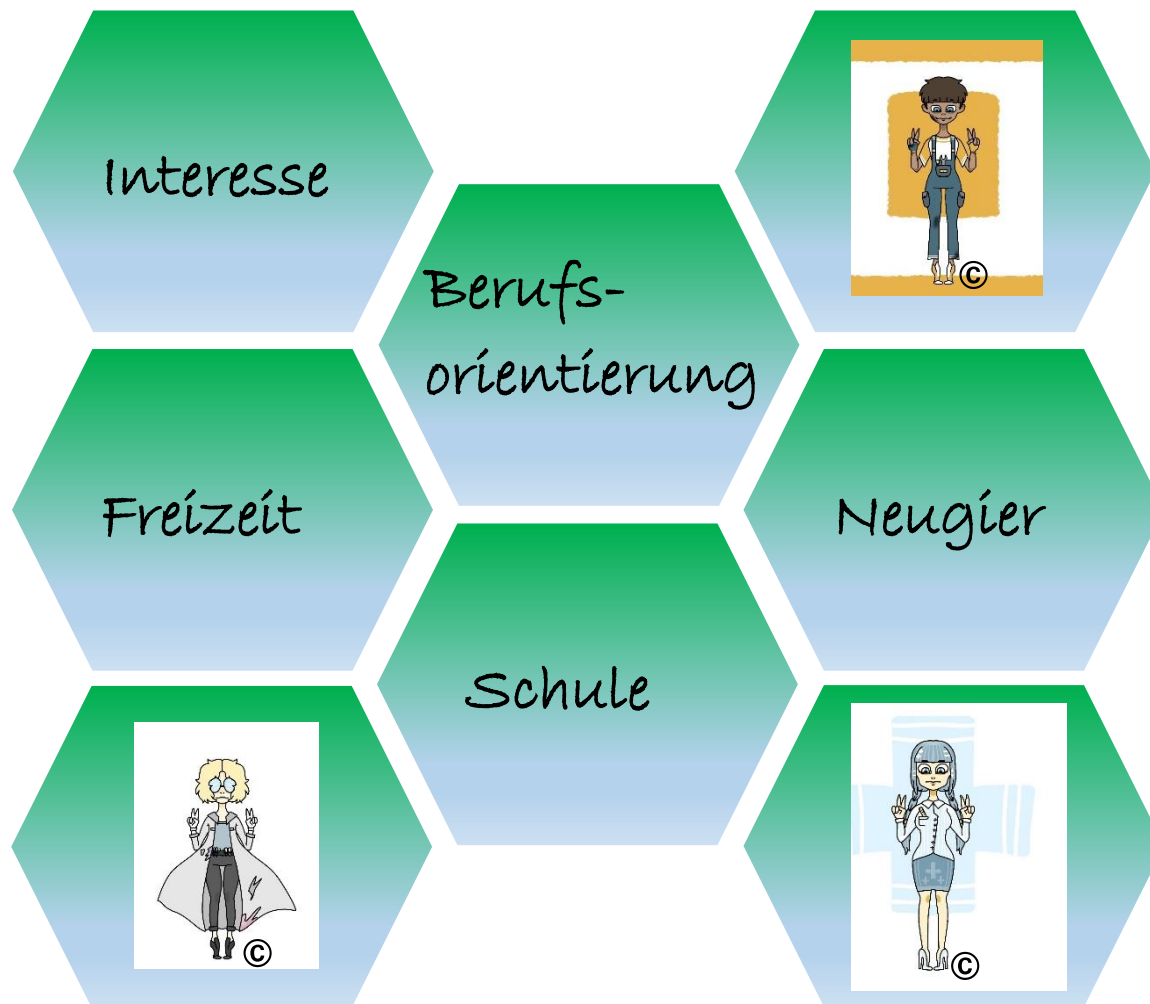 Interesse
©
Berufs-
orientierung
Freizeit
Neugier
Schule
©
©